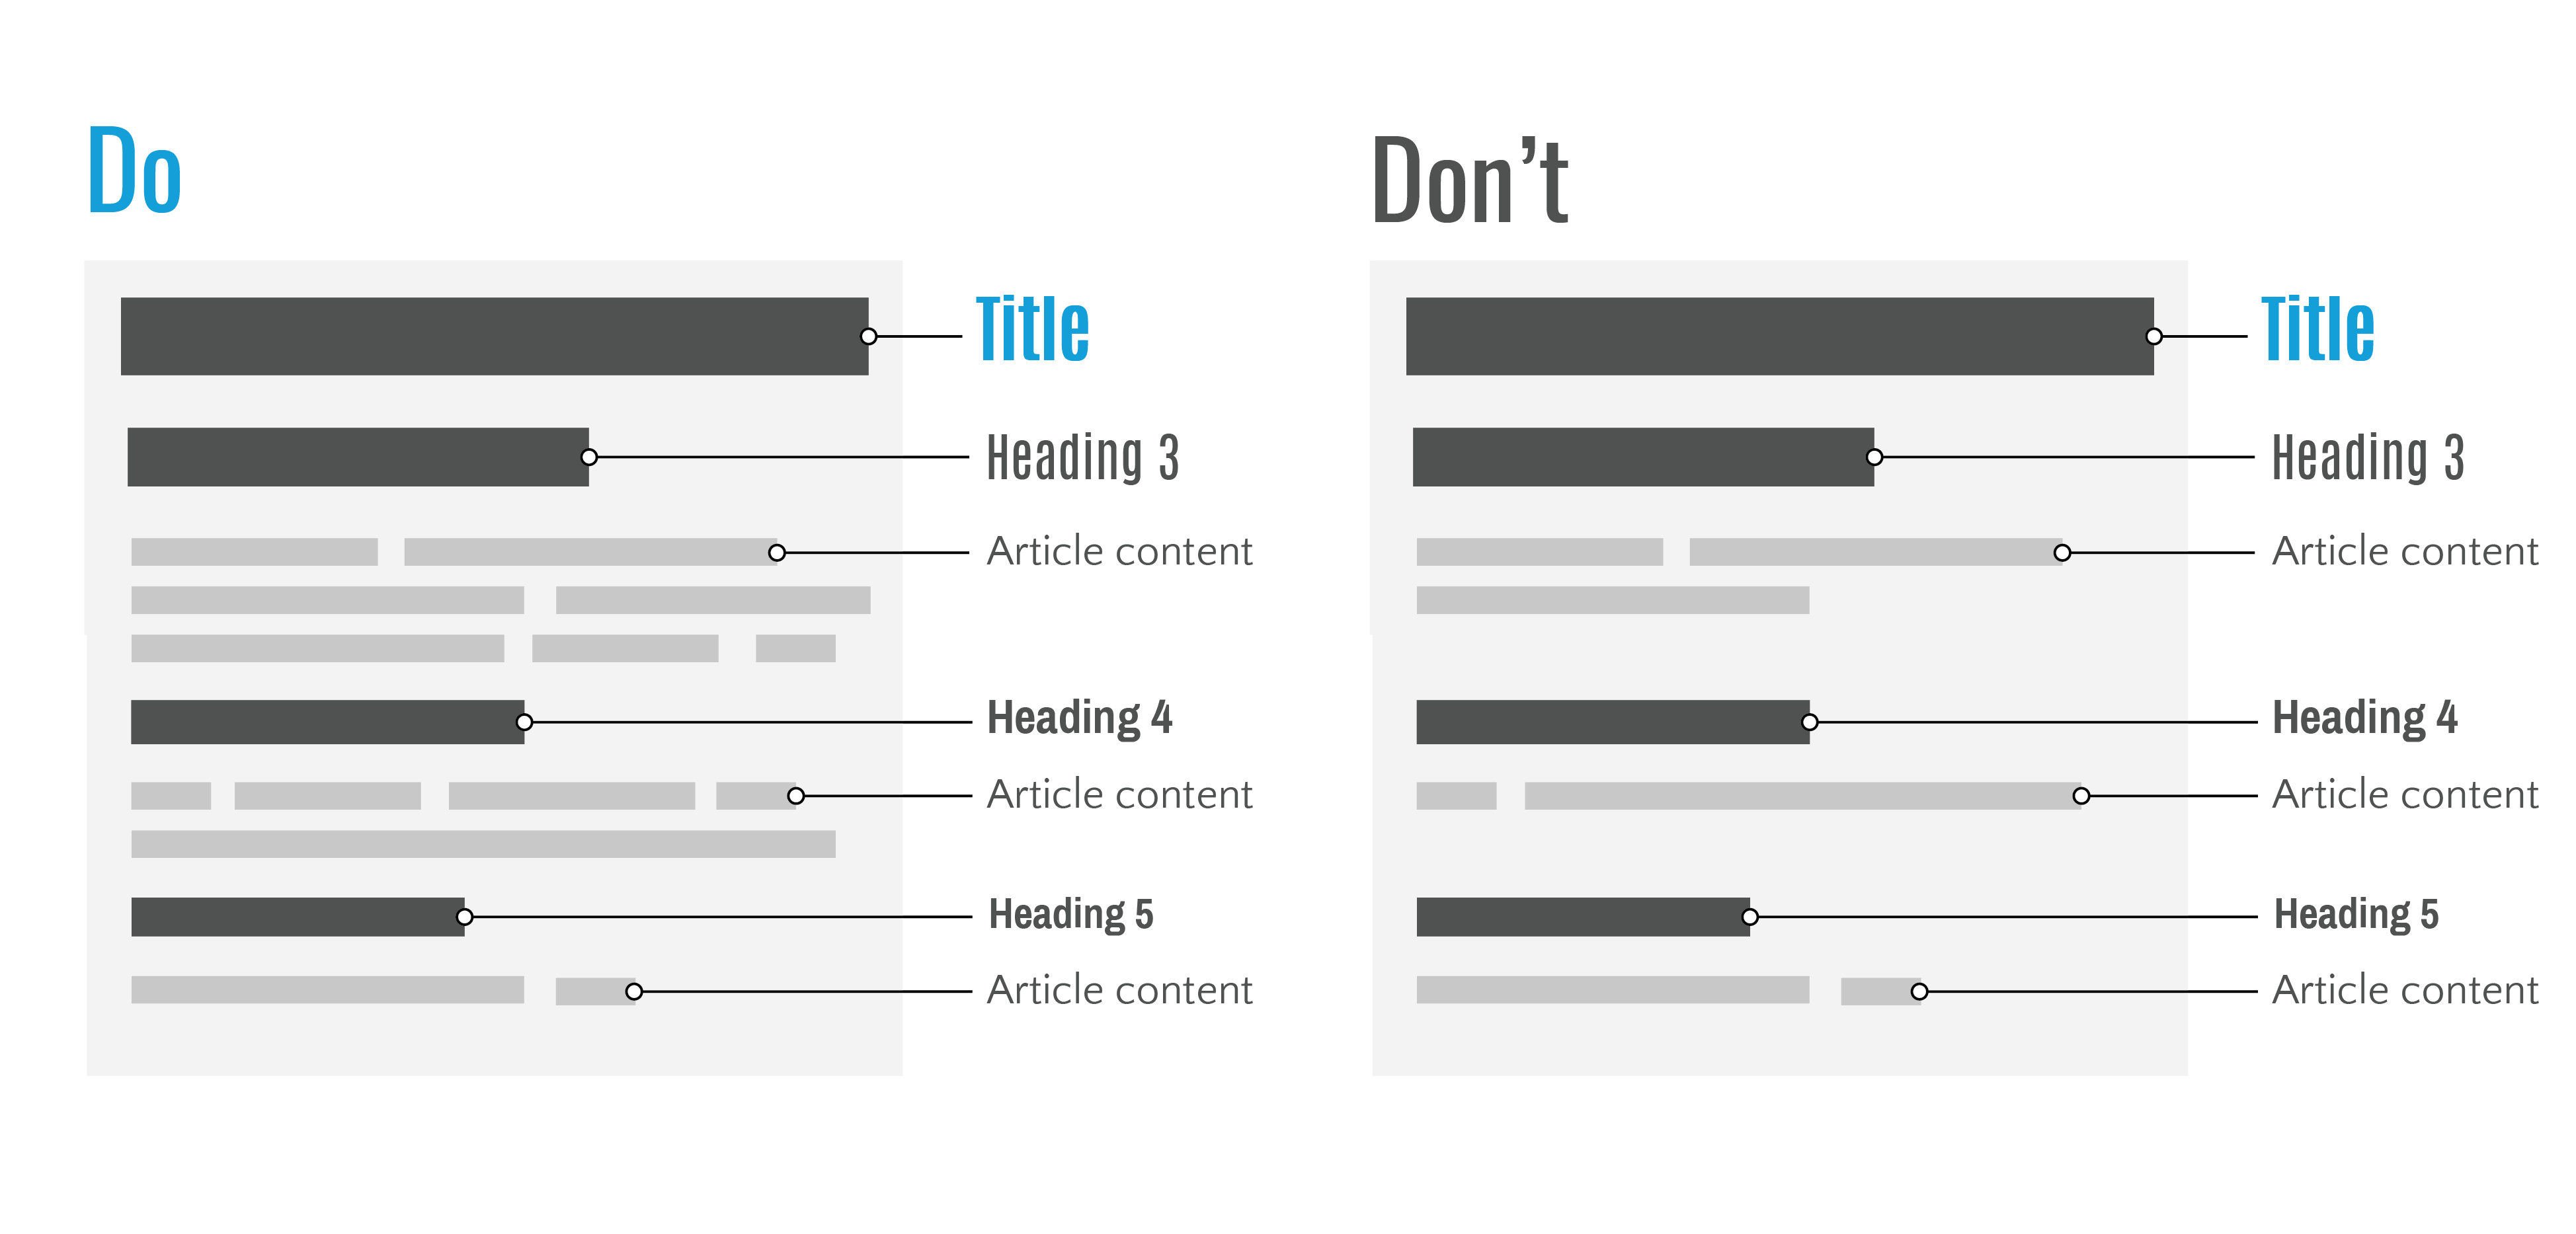 Do
Title
Heading 3
Article content
Heading 4
Article content
Heading 5
Article content
Don’t
Title
Heading 3
Article content
Heading 4
Article content
Heading 5
Article content